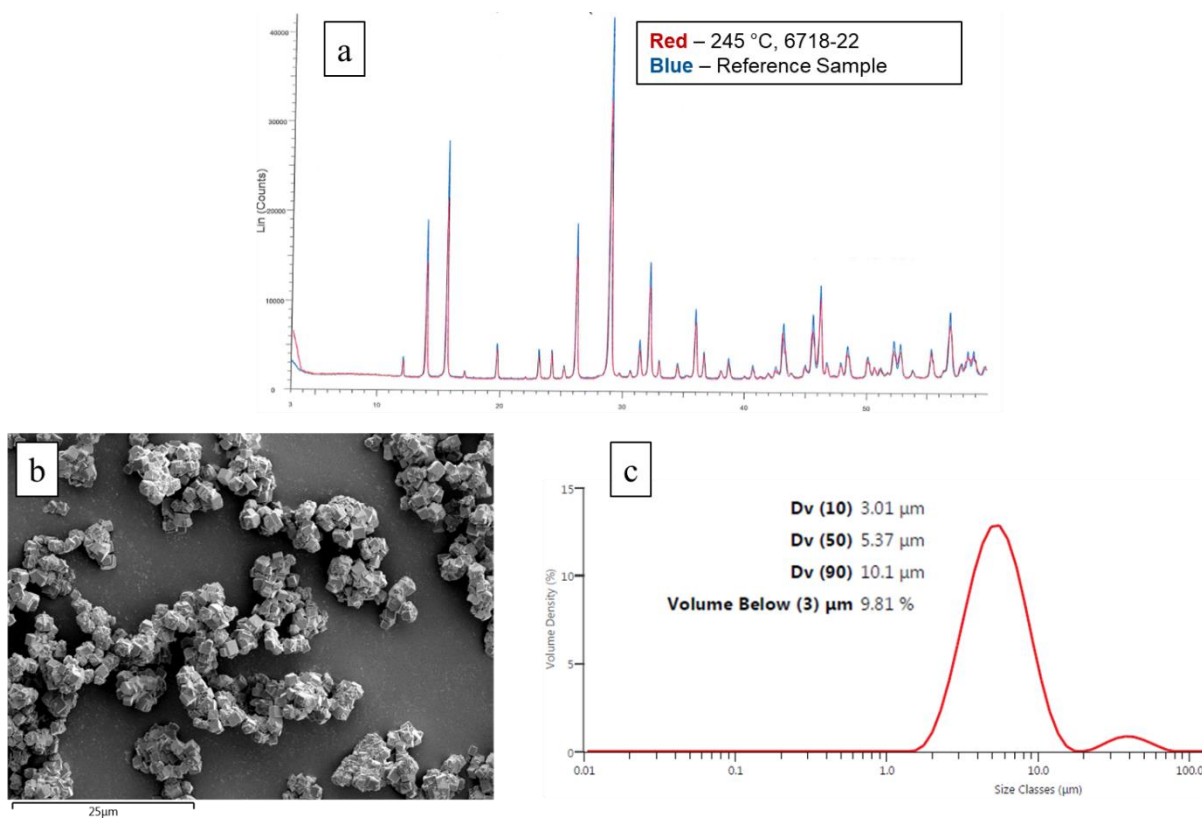 a
Red – 245 °C, 6718-22
Blue – Reference Sample
Lin (Counts)
40000
30000
20000
10000
0
3 10 20 30 40 50
b
25µm
c
Volume Density (%)
15
10
5
0
Dv (10) 3.01 µm
Dv (50) 5.37 µm
Dv (90) 10.1 µm
Volume Below (3) µm 9.81 %
0.01 0.1 1.0 10.0 100.0
Size Classes (µm)